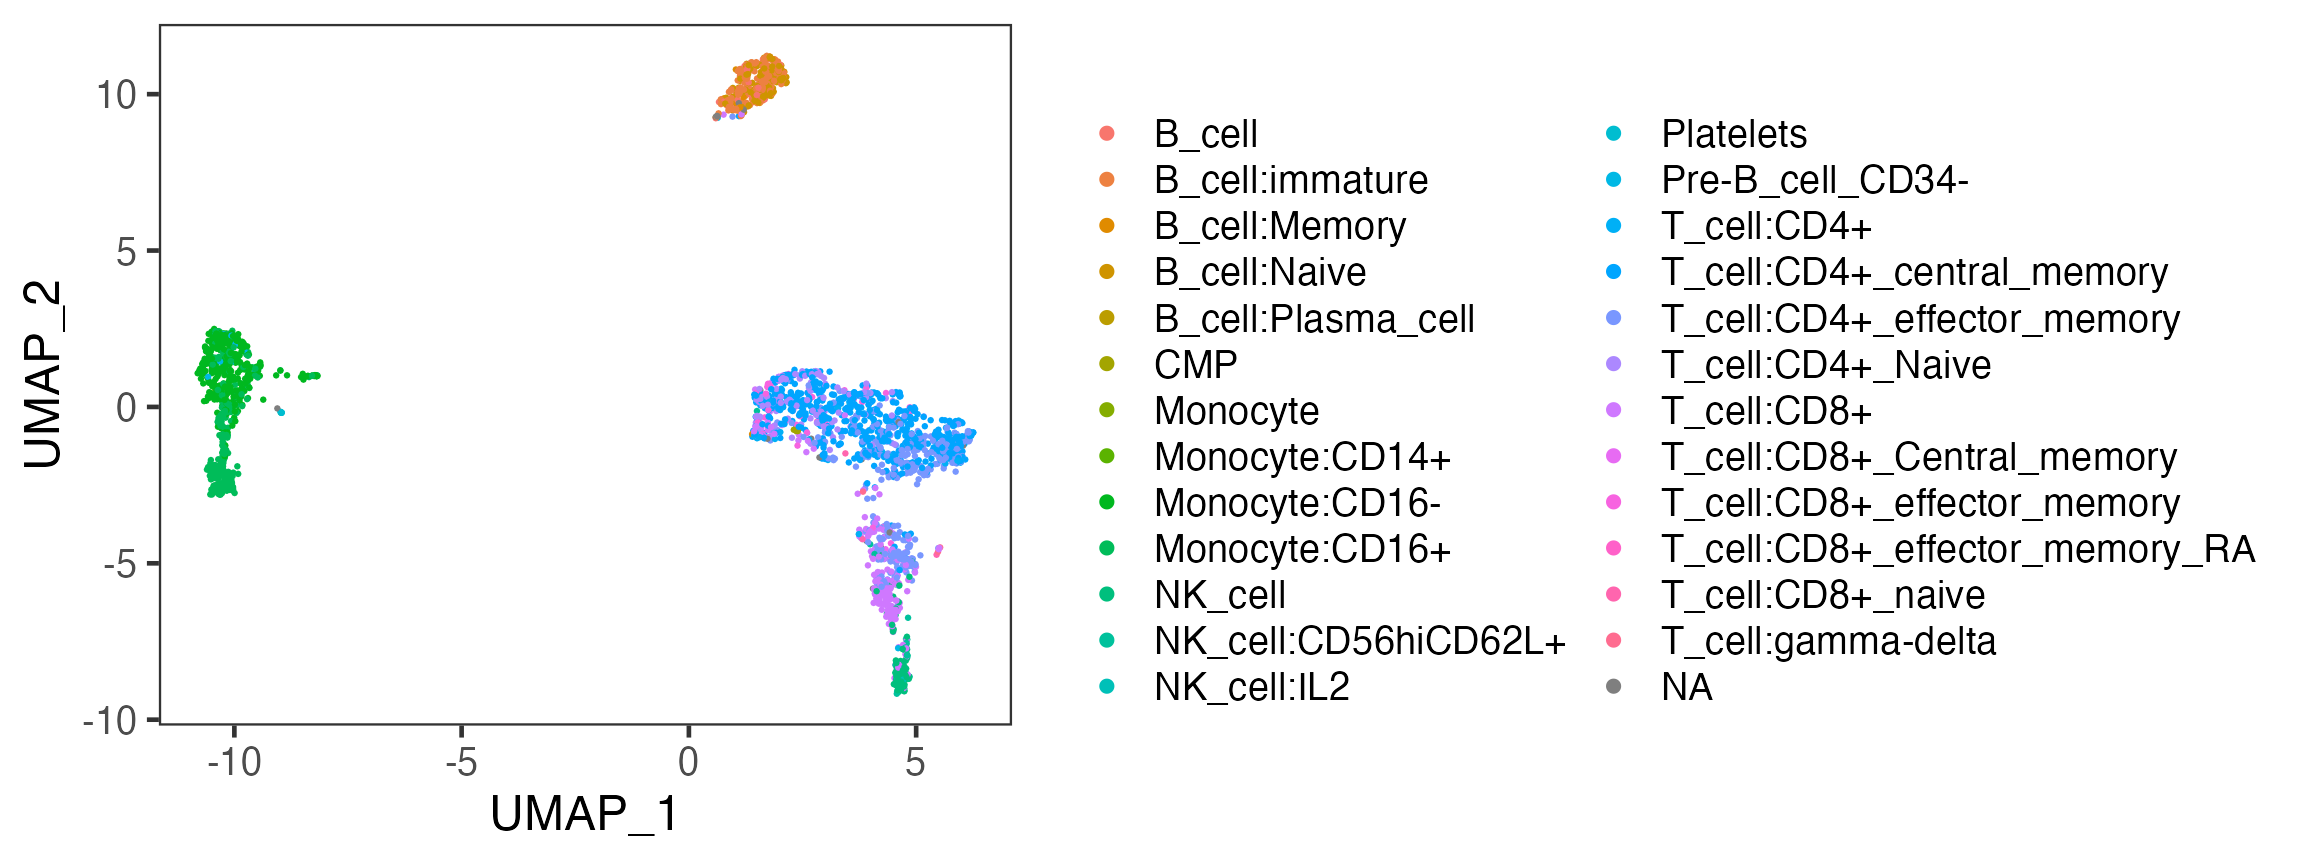 10
5
0
-5
-10
UMAP_2
-10
-5
0
5
UMAP_1
B_cell
B_cell:immature
B_cell:Memory
B_cell:Naive
B_cell:Plasma_cell
CMP
Monocyte
Monocyte:CD14+
Monocyte:CD16-
Monocyte:CD16+
NK_cell
NK_cell:CD56hiCD62L+
NK_cell:IL2
Platelets
Pre-B_cell_CD34-
T_cell:CD4+
T_cell:CD4+_central_memory
T_cell:CD4+_effector_memory
T_cell:CD4+_Naive
T_cell:CD8+
T_cell:CD8+_Central_memory
T_cell:CD8+_effector_memory
T_cell:CD8+_effector_memory_RA
T_cell:CD8+_naive
T_cell:gamma-delta
NA